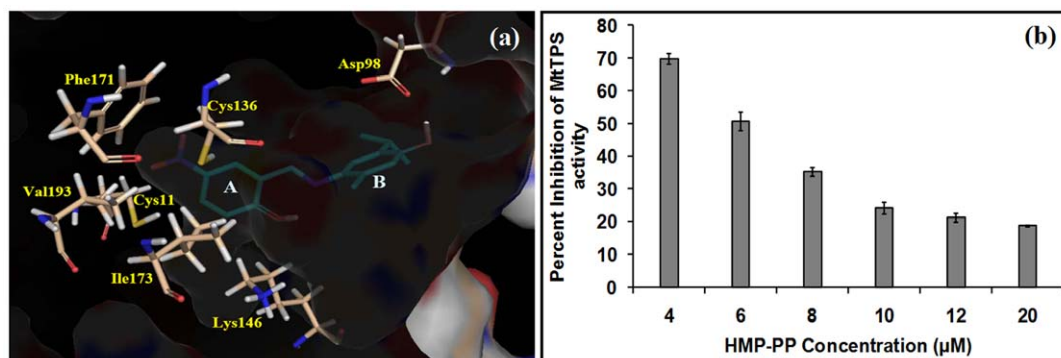 (a)
Asp98
Phe171
Cys136
A
B
Val193
Cys11
Ile173
Lys146
(b)
Percent Inhibition of MtTPS
activity
80
70
60
50
40
30
20
10
0
4 6 8 10 12 20
HMP-PP Concentration (µM)